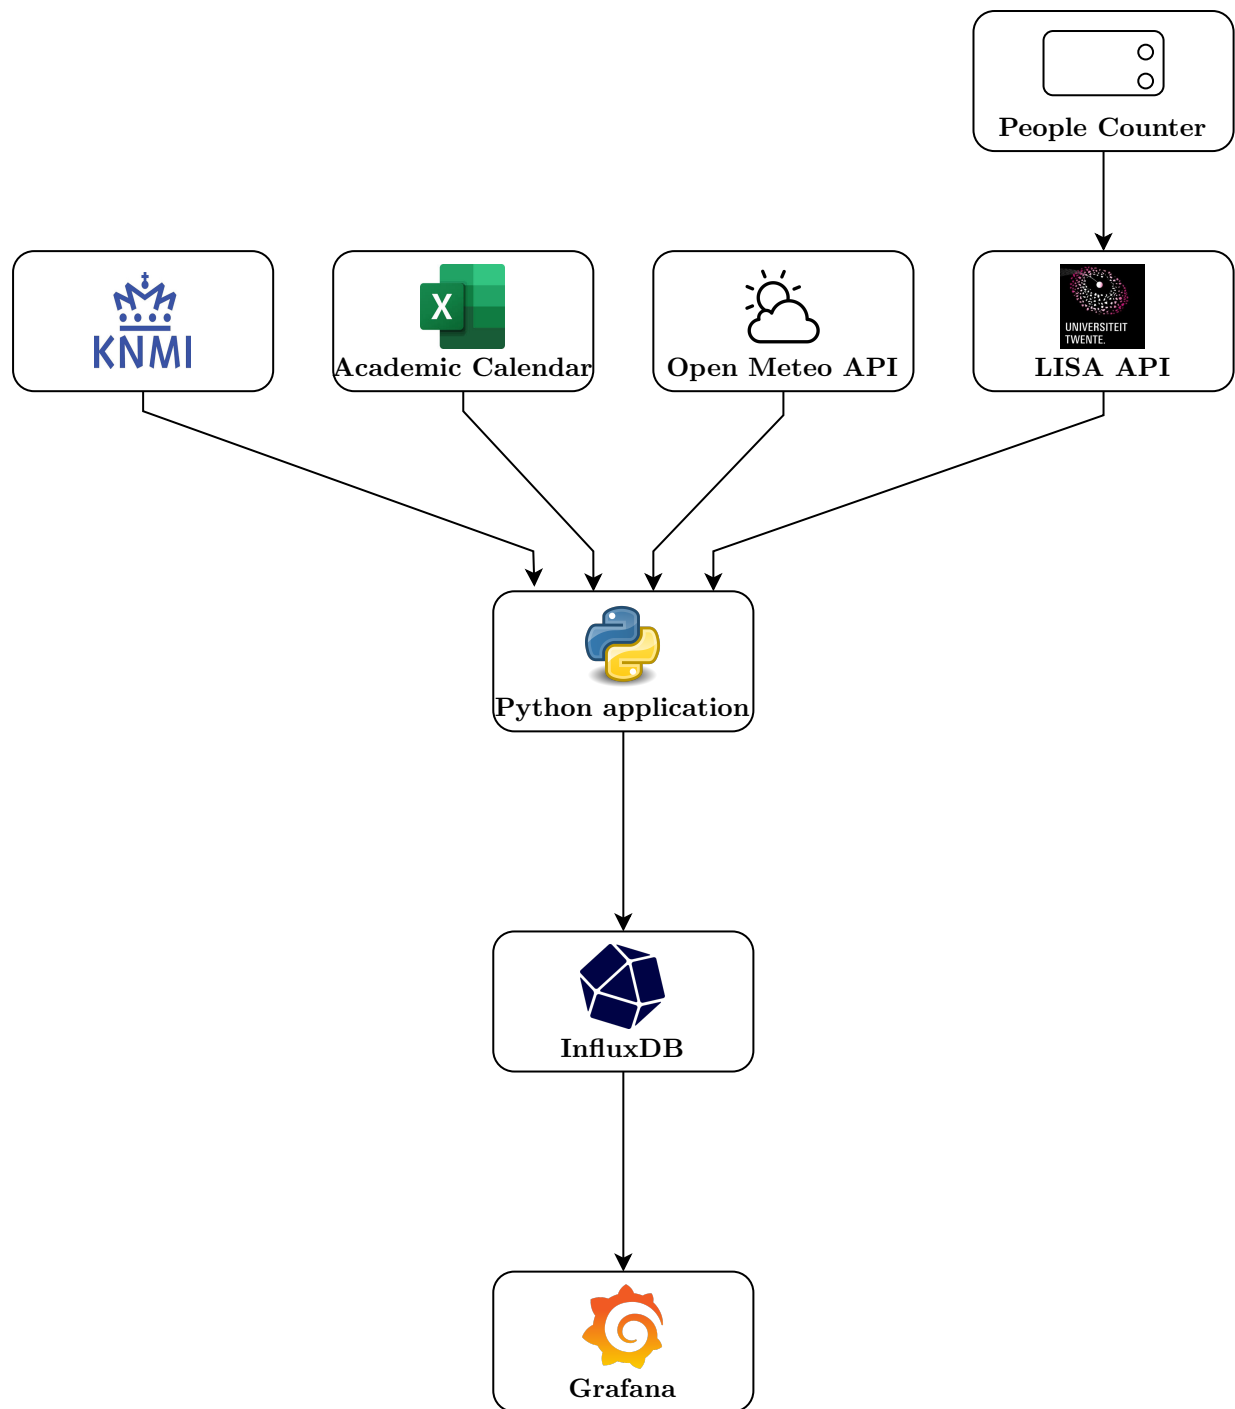 People Counter
KNMI
X
Academic Calendar
Open Meteo API
UNIVERSITEIT
TWENTE.
LISA API
Python application
InfluxDB
Grafana